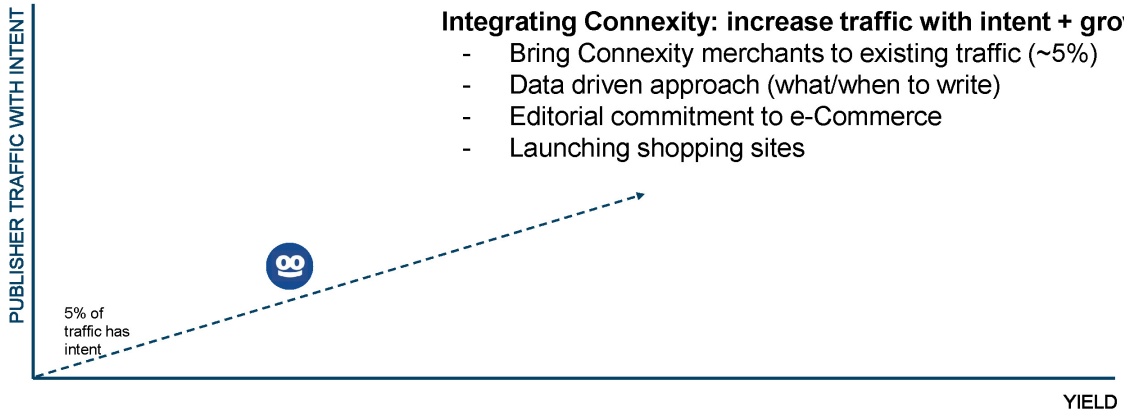 Integrating Connexity: increase traffic with intent +
- Bring Connexity merchants to existing traffic (~5%)
- Data driven approach (what/when to write)
- Editorial commitment to e-Commerce
- Launching shopping sites
PUBLISHER TRAFFIC WITH INTENT
5% of
traffic has
intent
YIELD